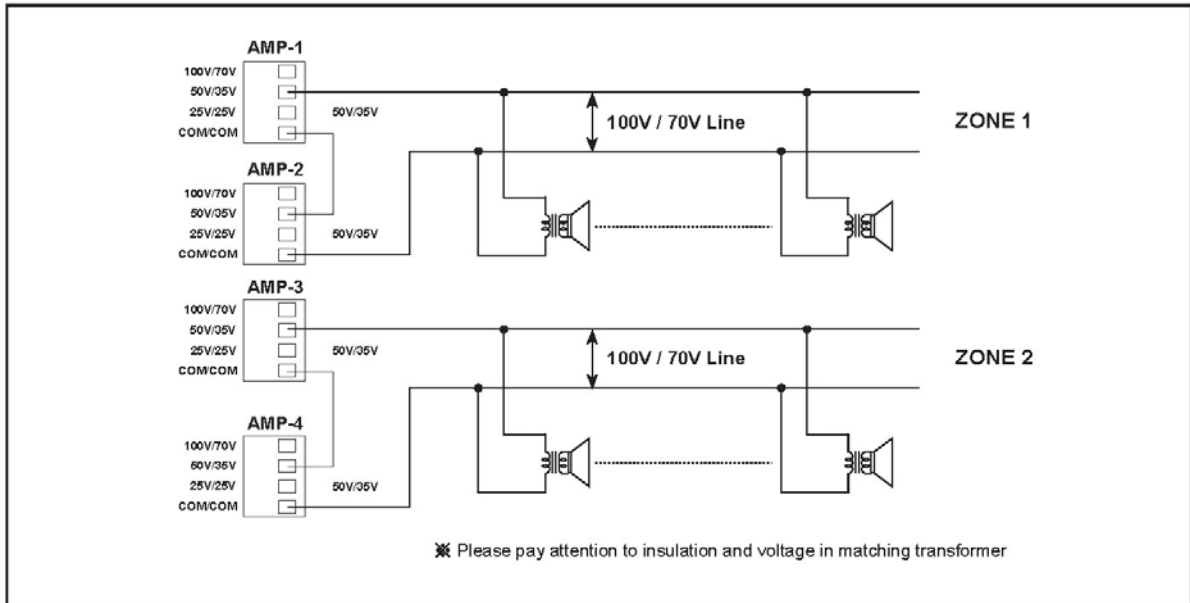 AMP-1
100V/70V
50V/35V
25V/25V
50V/35V
COM/COM
100V / 70V Line
ZONE 1
AMP-2
100V/70V
50V/35V
25V/25V
50V/35V
COM/COM
AMP-3
100V/70V
50V/35V
25V/25V
50V/35V
COM/COM
100V / 70V Line
ZONE 2
AMP-4
100V/70V
50V/35V
25V/25V
50V/35V
COM/COM
※ Please pay attention to insulation and voltage in matching transformer